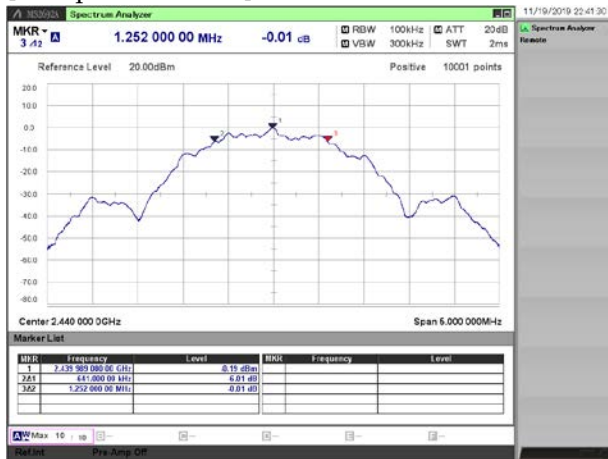 MS2692A Spectrum Analyzer
11/19/2019 22:41:30
MKR 3 Δ2 1.252 000 00 MHz -0.01 dB
RBW 100kHz ATT 20dB
VBW 300kHz SWT 2ms
Spectrum Analyzer
Remote
Reference Level 20.00dBm Positive 10001 points
20.0
10.0
0.0
-10.0
-20.0
-30.0
-40.0
-50.0
-60.0
-70.0
-80.0
2
1
3
Center 2.440 000 0GHz Span 5.000 000MHz
Marker List
MKR Frequency Level MKR Frequency Level
1 2.439 989 000 00 GHz -0.19 dBm
2Δ1 641.000 00 kHz 6.01 dB
3Δ2 1.252 000 00 MHz -0.01 dB
Max 10 / 10
Ref.Int Pre-Amp Off